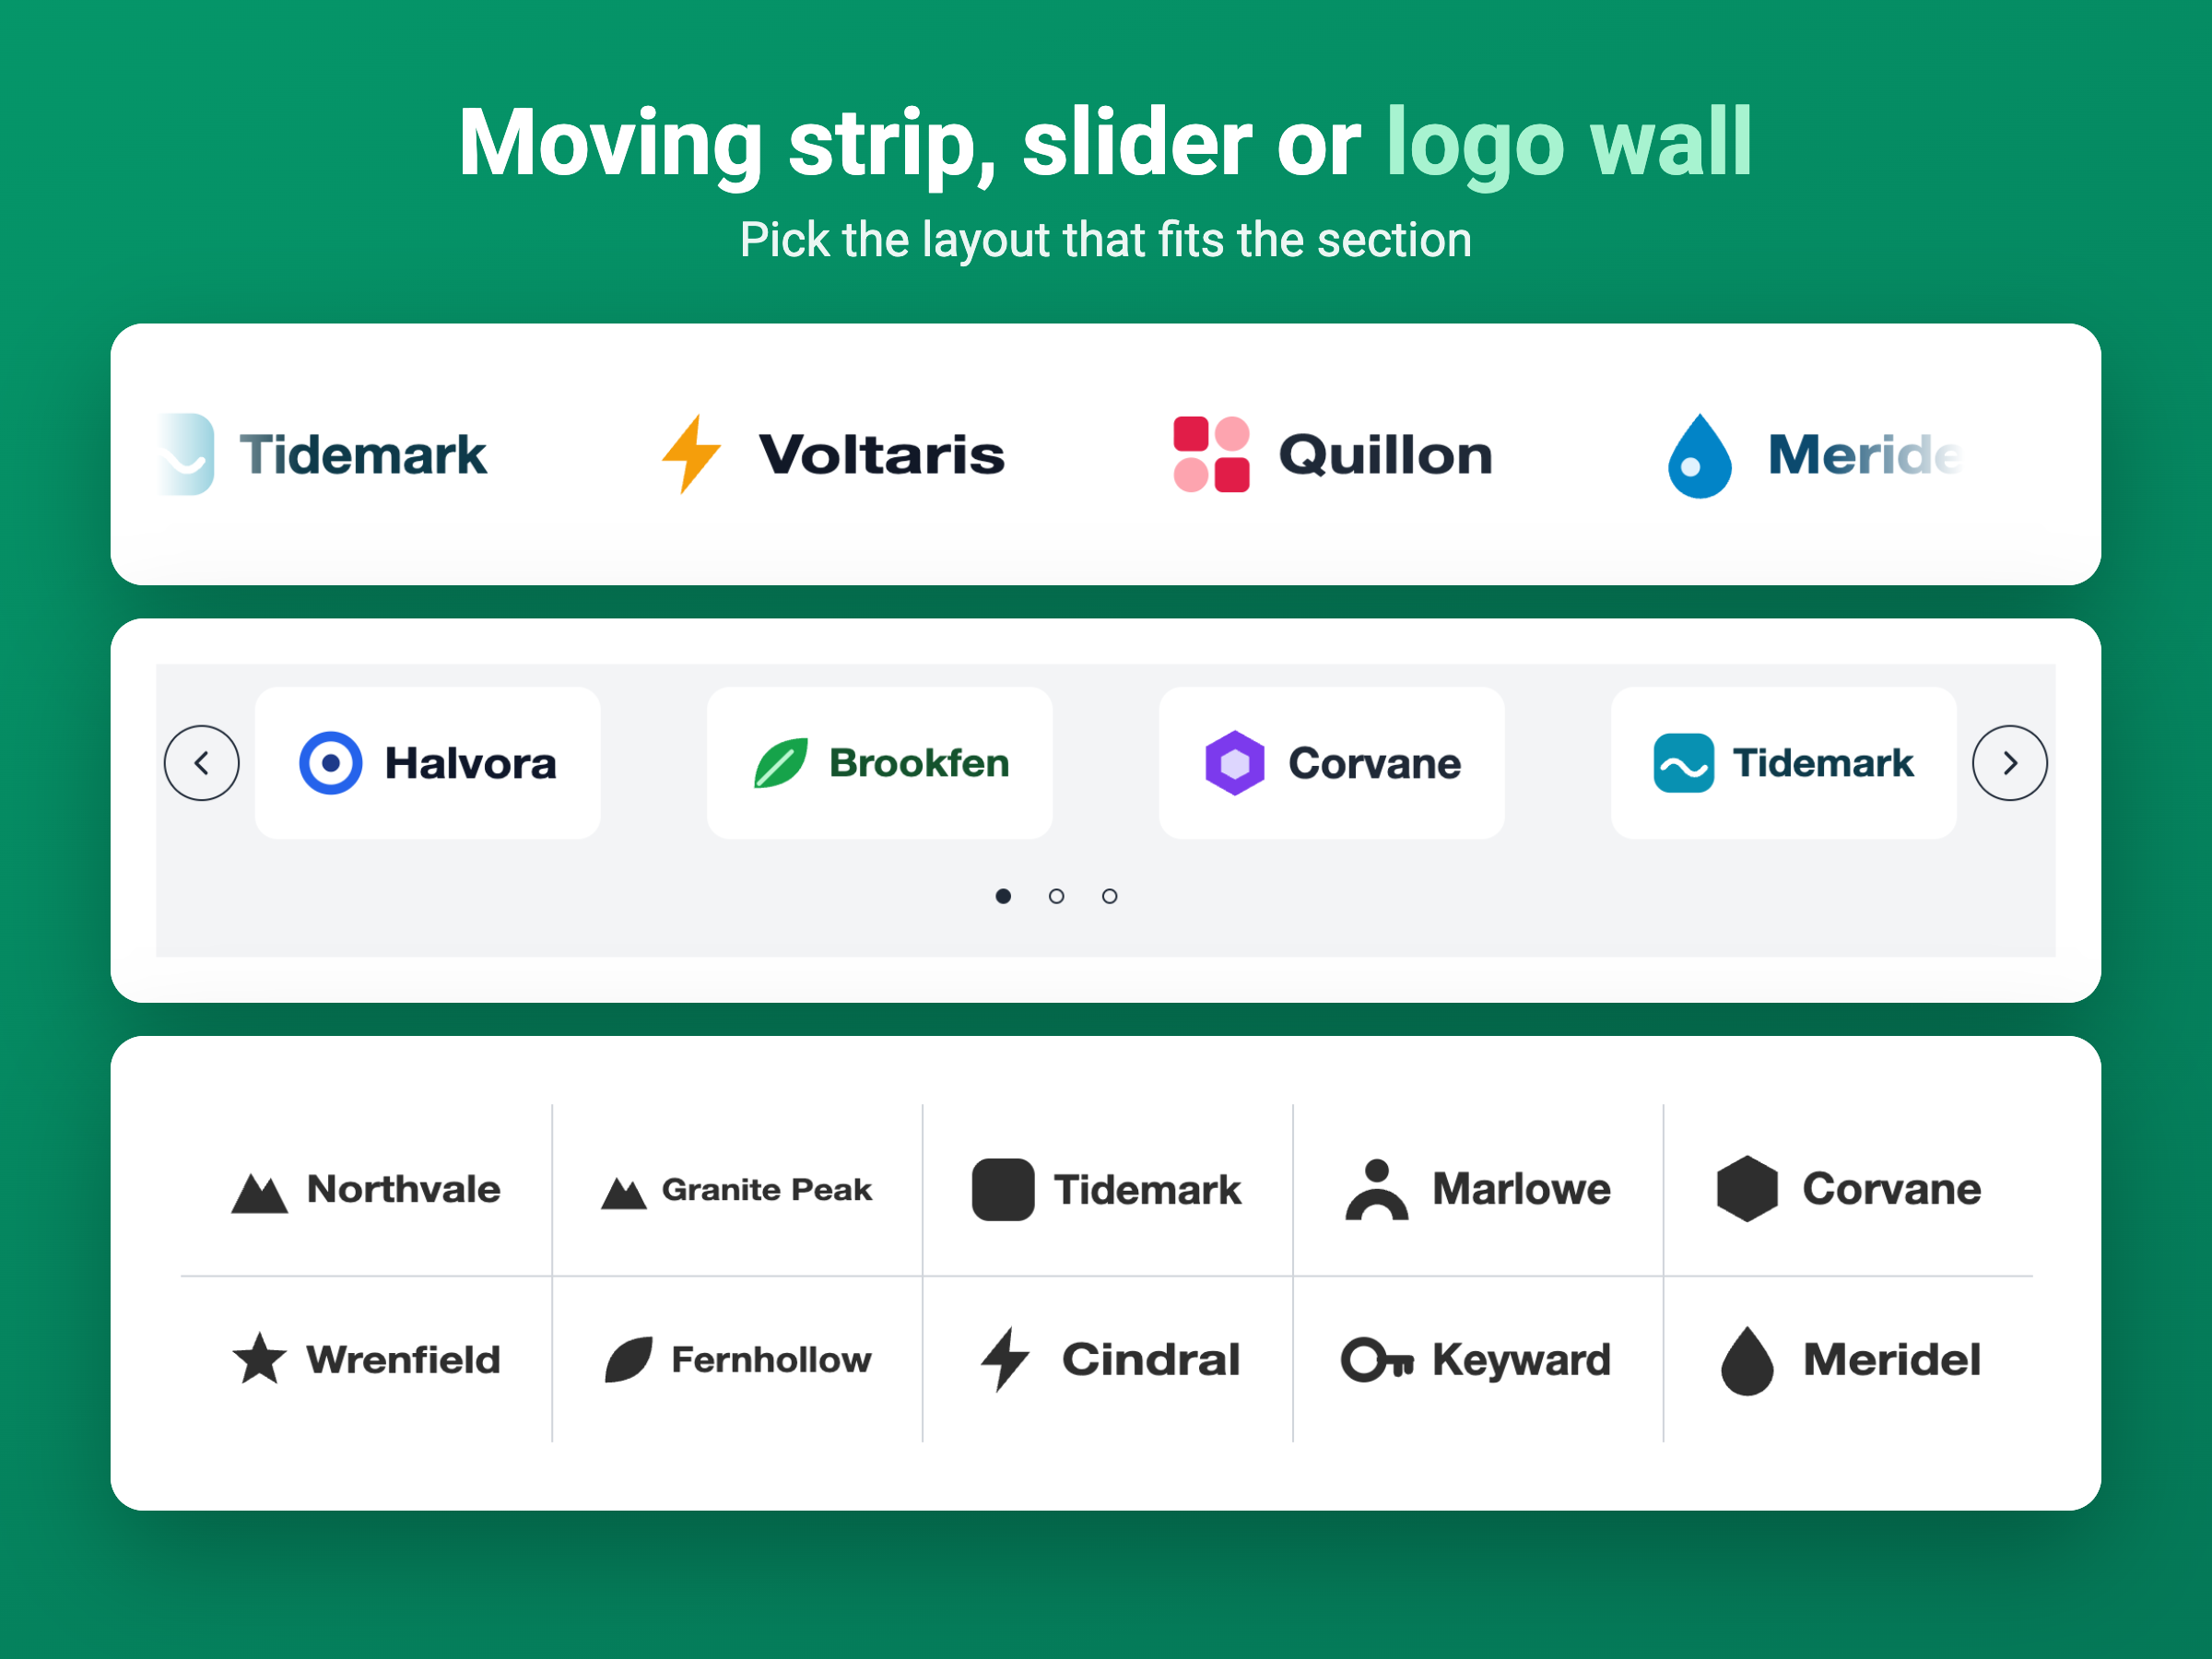 Moving strip, slider or logo wall
Pick the layout that fits the section
Tidemark Voltaris Quillon Meride
Halvora Brookfen Corvane Tidemark
Northvale Granite Peak Tidemark Marlowe Corvane
Wrenfield Fernhollow Cindral Keyward Meridel